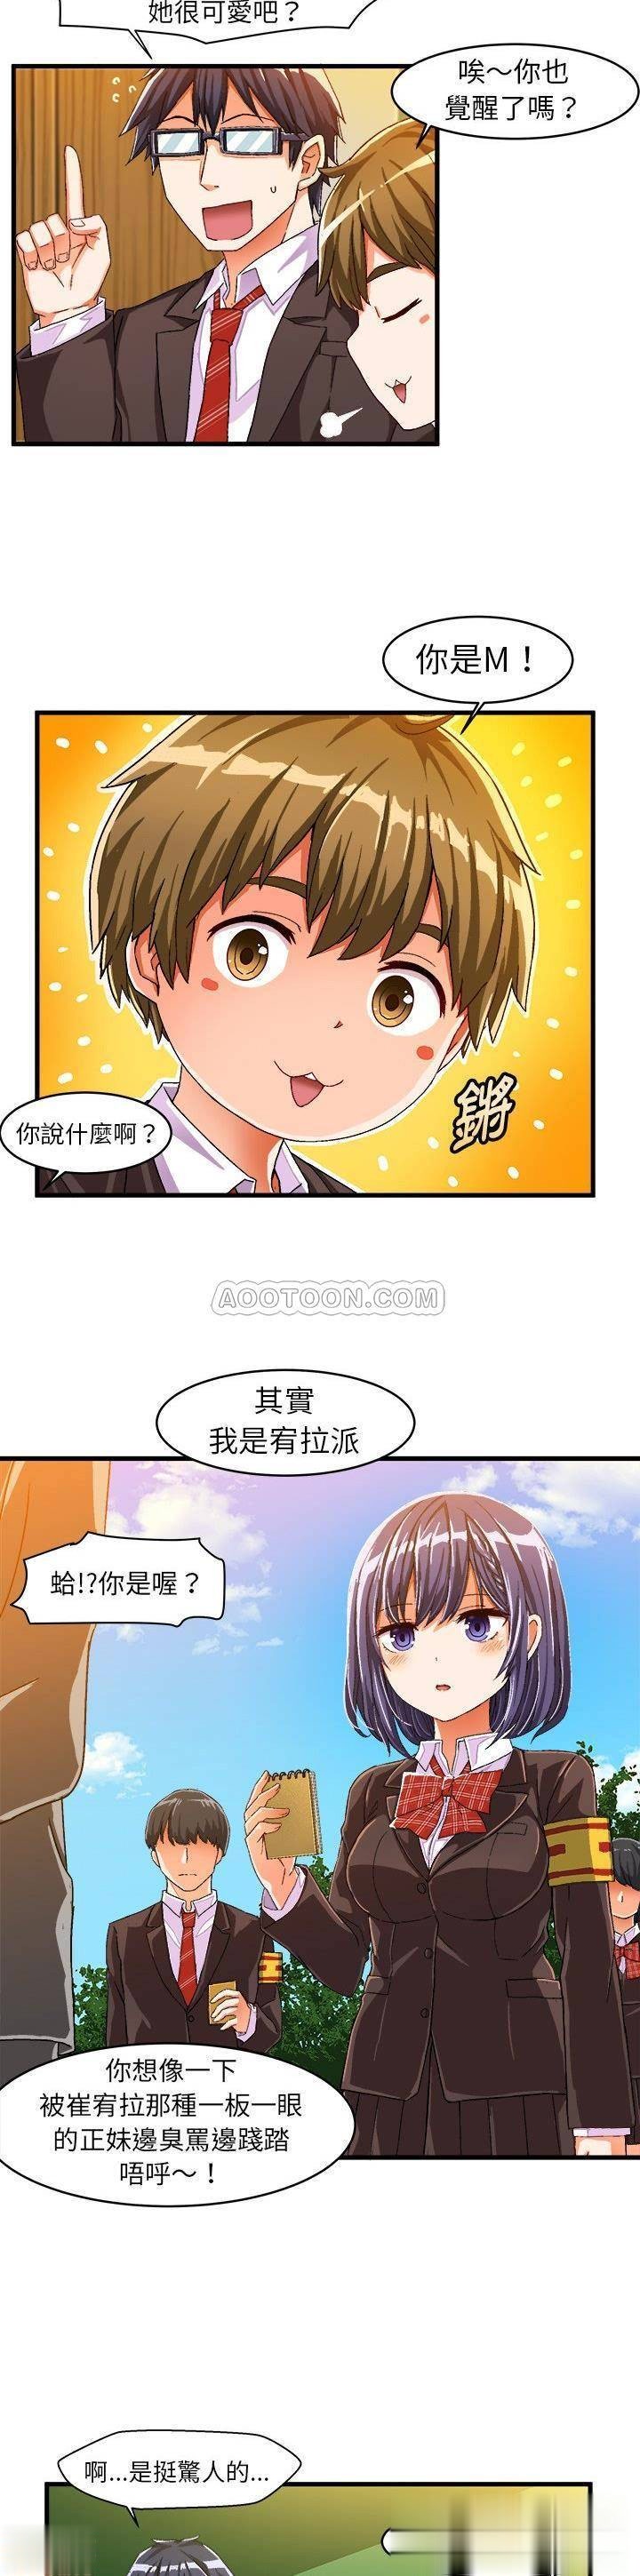 她很可愛吧？
唉～你也
覺醒了嗎？
你是M！
你說什麼啊？
鏘
AOOTOON.COM
其實
我是宥拉派
蛤!?你是喔？
你想像一下
被崔宥拉那種一板一眼
的正妹邊臭罵邊踐踏
唔呼～！
啊...是挺驚人的...